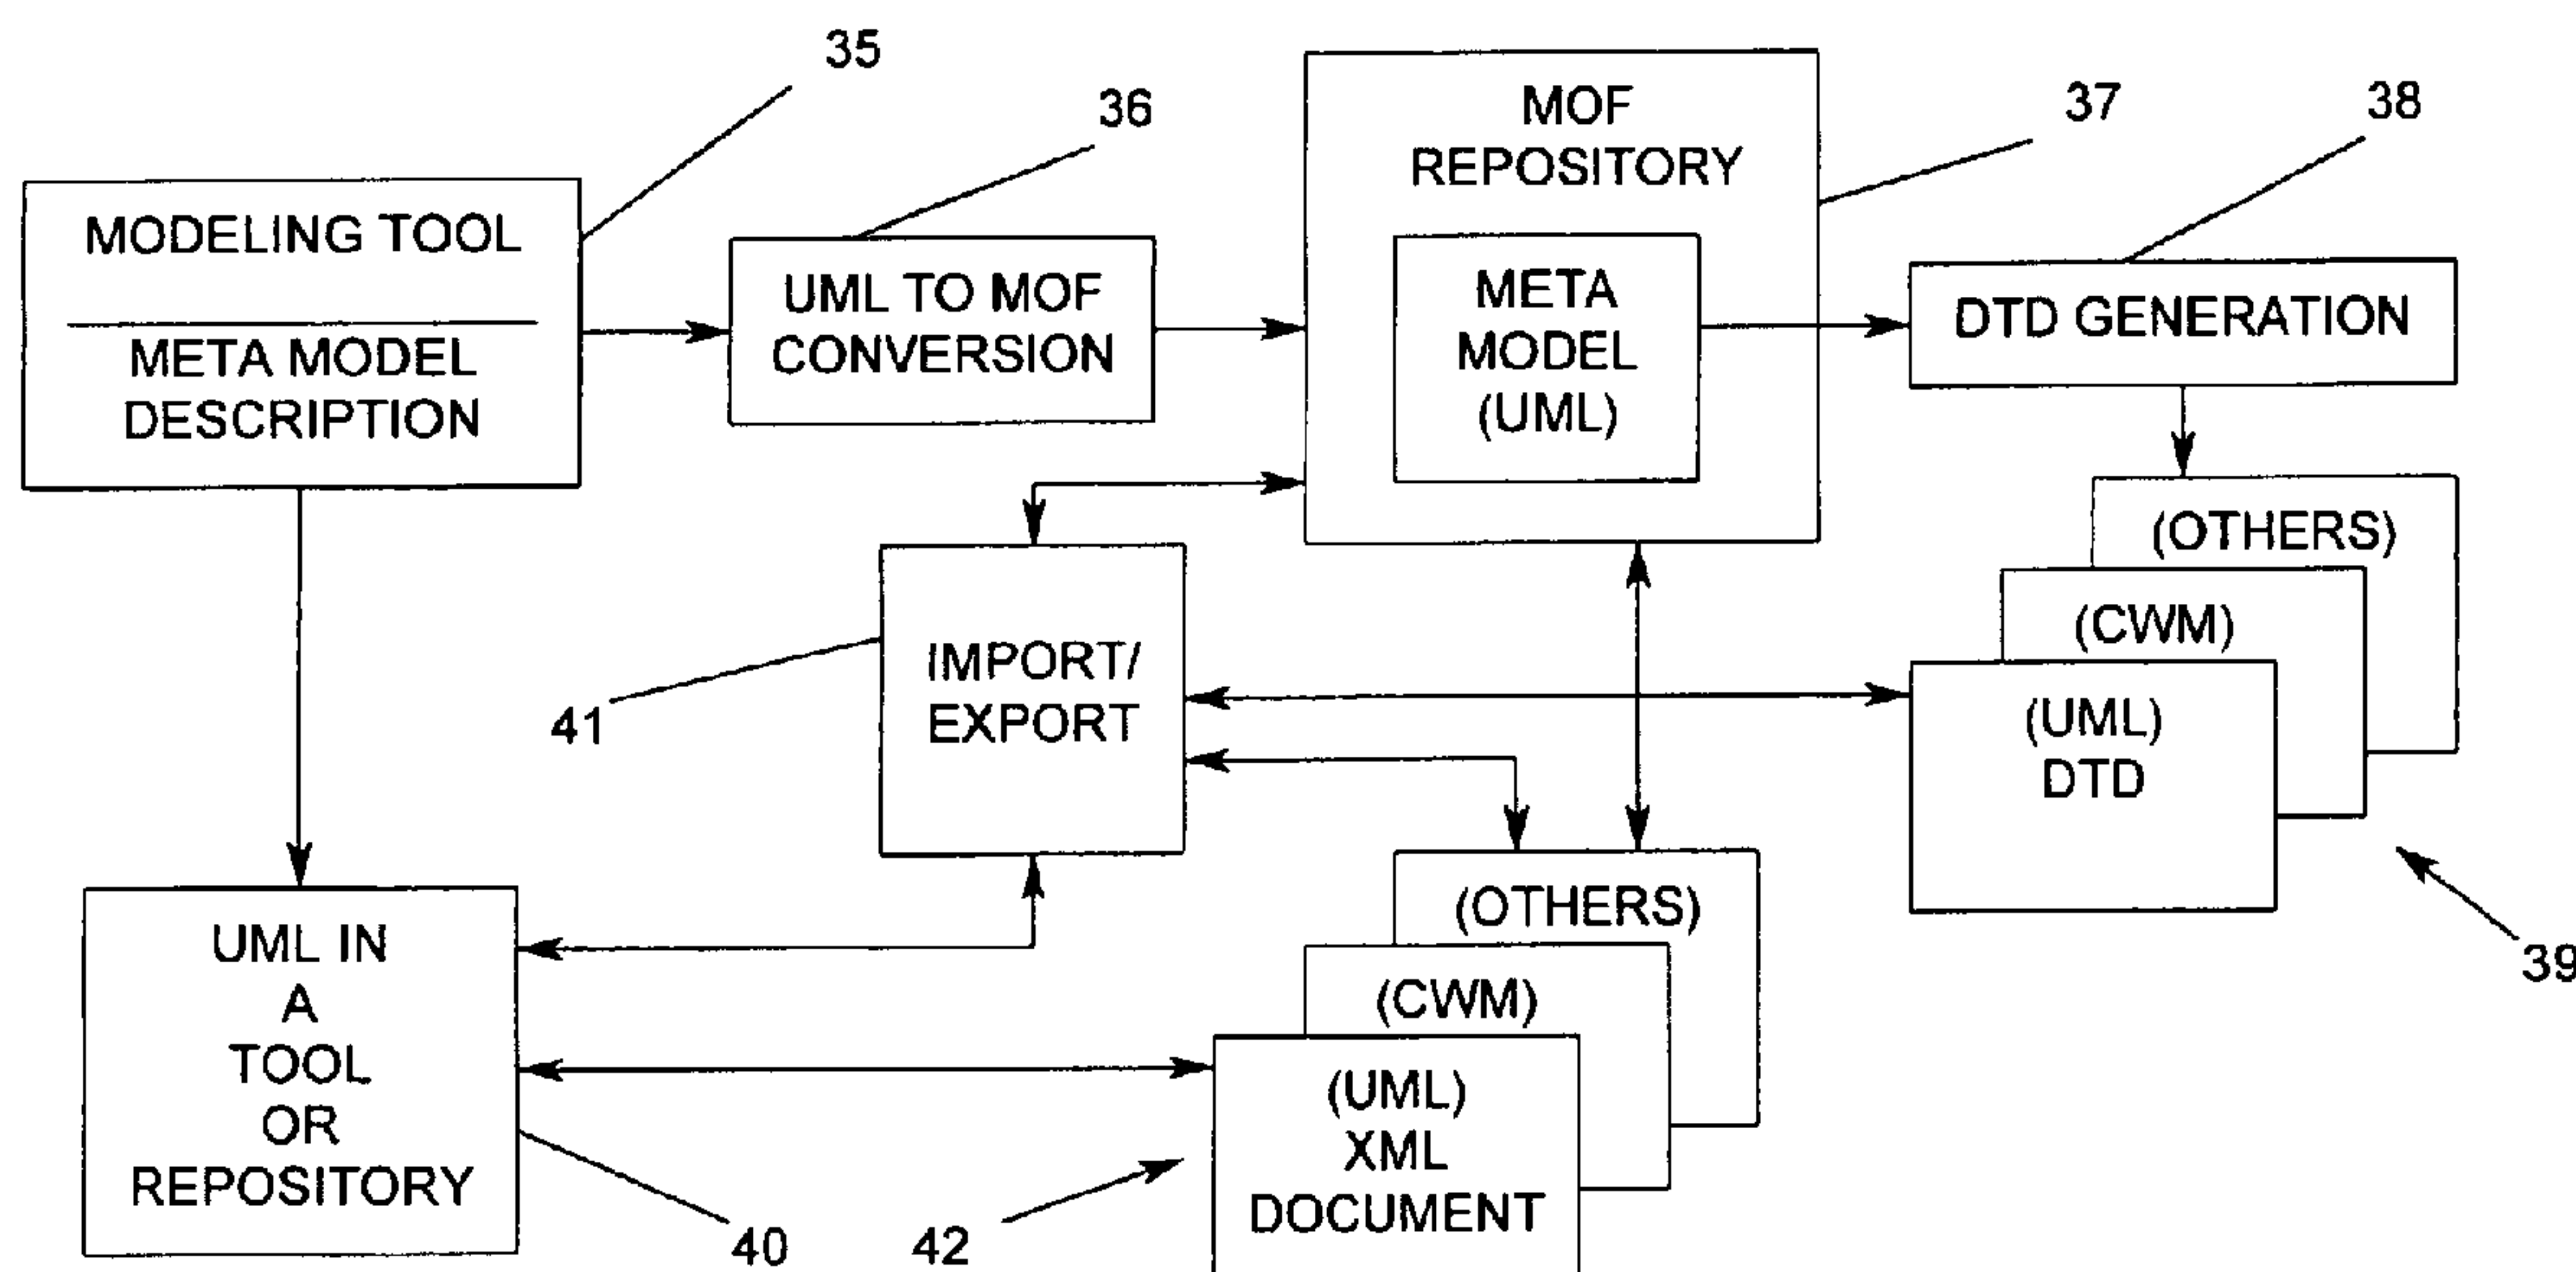 35
36
37
38
MODELING TOOL
META MODEL
DESCRIPTION
UML TO MOF
CONVERSION
MOF
REPOSITORY
META
MODEL
(UML)
DTD GENERATION
(OTHERS)
(CWM)
(UML)
DTD
39
IMPORT/
EXPORT
41
UML IN
A
TOOL
OR
REPOSITORY
40
42
(OTHERS)
(CWM)
(UML)
XML
DOCUMENT